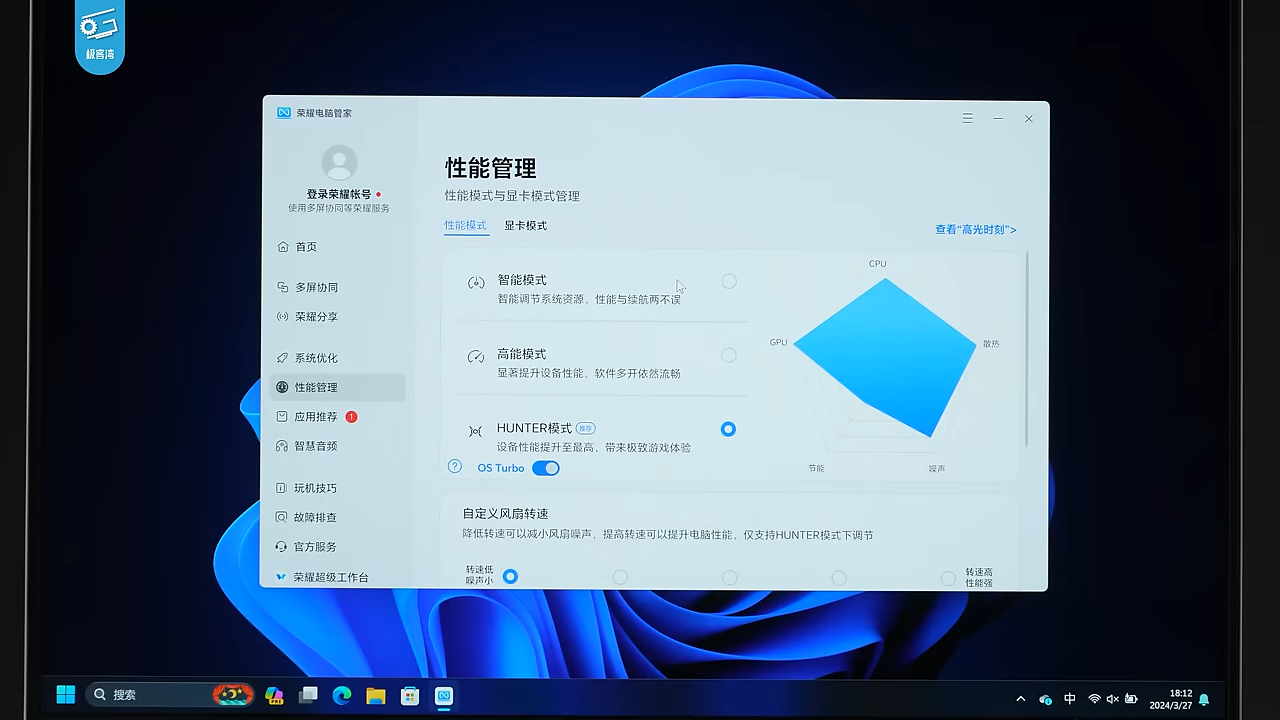 极客湾
荣耀电脑管家
登录荣耀帐号
使用多屏协同等荣耀服务
首页
多屏协同
荣耀分享
系统优化
性能管理
应用推荐 1
智慧音频
玩机技巧
故障排查
官方服务
荣耀超级工作台
性能管理
性能模式与显卡模式管理
性能模式 显卡模式
查看“高光时刻”>
智能模式
智能调节系统资源，性能与续航两不误
高能模式
显著提升设备性能，软件多开依然流畅
HUNTER模式 推荐
设备性能提升至最高，带来极致游戏体验
? OS Turbo
CPU
GPU
散热
节能
噪声
自定义风扇转速
降低转速可以减小风扇噪声，提高转速可以提升电脑性能，仅支持HUNTER模式下调节
转速低
噪声小
转速高
性能强
搜索
PRE
中
18:12
2024/3/27